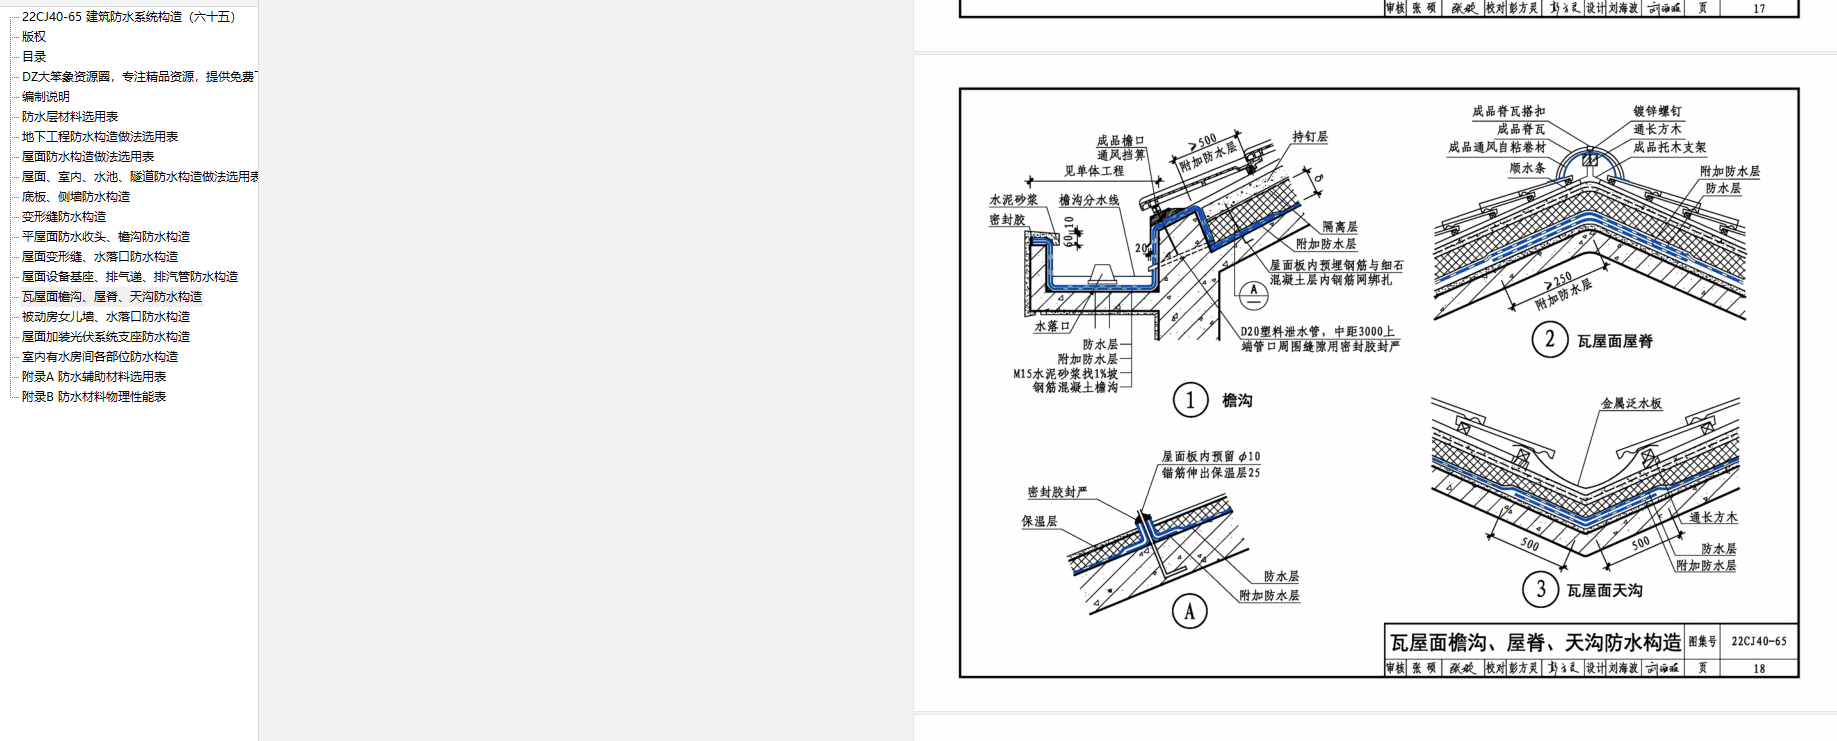 22CJ40-65 建筑防水系统构造（六十五）
版权
目录
DZ大笨象资源圈，专注精品资源，提供免费
编制说明
防水层材料选用表
地下工程防水构造做法选用表
屋面防水构造做法选用表
屋面、室内、水池、隧道防水构造做法选用表
底板、侧墙防水构造
变形缝防水构造
平屋面防水收头、檐沟防水构造
屋面变形缝、水落口防水构造
屋面设备基座、排气道、排汽管防水构造
瓦屋面檐沟、屋脊、天沟防水构造
被动房女儿墙、水落口防水构造
屋面加装光伏系统支座防水构造
室内有水房间各部位防水构造
附录A 防水辅助材料选用表
附录B 防水材料物理性能表
审核 张 硕 校对 彭方灵 设计 刘海波 页 17
成品檐口
通风挡箅
≥500
附加防水层
持钉层
见单体工程
水泥砂浆
檐沟分水线
密封胶
60
10
20
δ
隔离层
附加防水层
屋面板内预埋钢筋与细石
混凝土层内钢筋网绑扎
A
水落口
D20塑料泄水管，中距3000上
端管口周围缝隙用密封胶封严
防水层
附加防水层
M15水泥砂浆找1%坡
钢筋混凝土檐沟
1 檐沟
成品脊瓦搭扣
成品脊瓦
成品通风自粘卷材
顺水条
镀锌螺钉
通长方木
成品托木支架
附加防水层
防水层
≥250
附加防水层
2 瓦屋面屋脊
屋面板内预留φ10
锚筋伸出保温层25
密封胶封严
保温层
防水层
附加防水层
A
金属泛水板
通长方木
500
500
防水层
附加防水层
3 瓦屋面天沟
瓦屋面檐沟、屋脊、天沟防水构造 图集号 22CJ40-65
审核 张 硕 校对 彭方灵 设计 刘海波 页 18